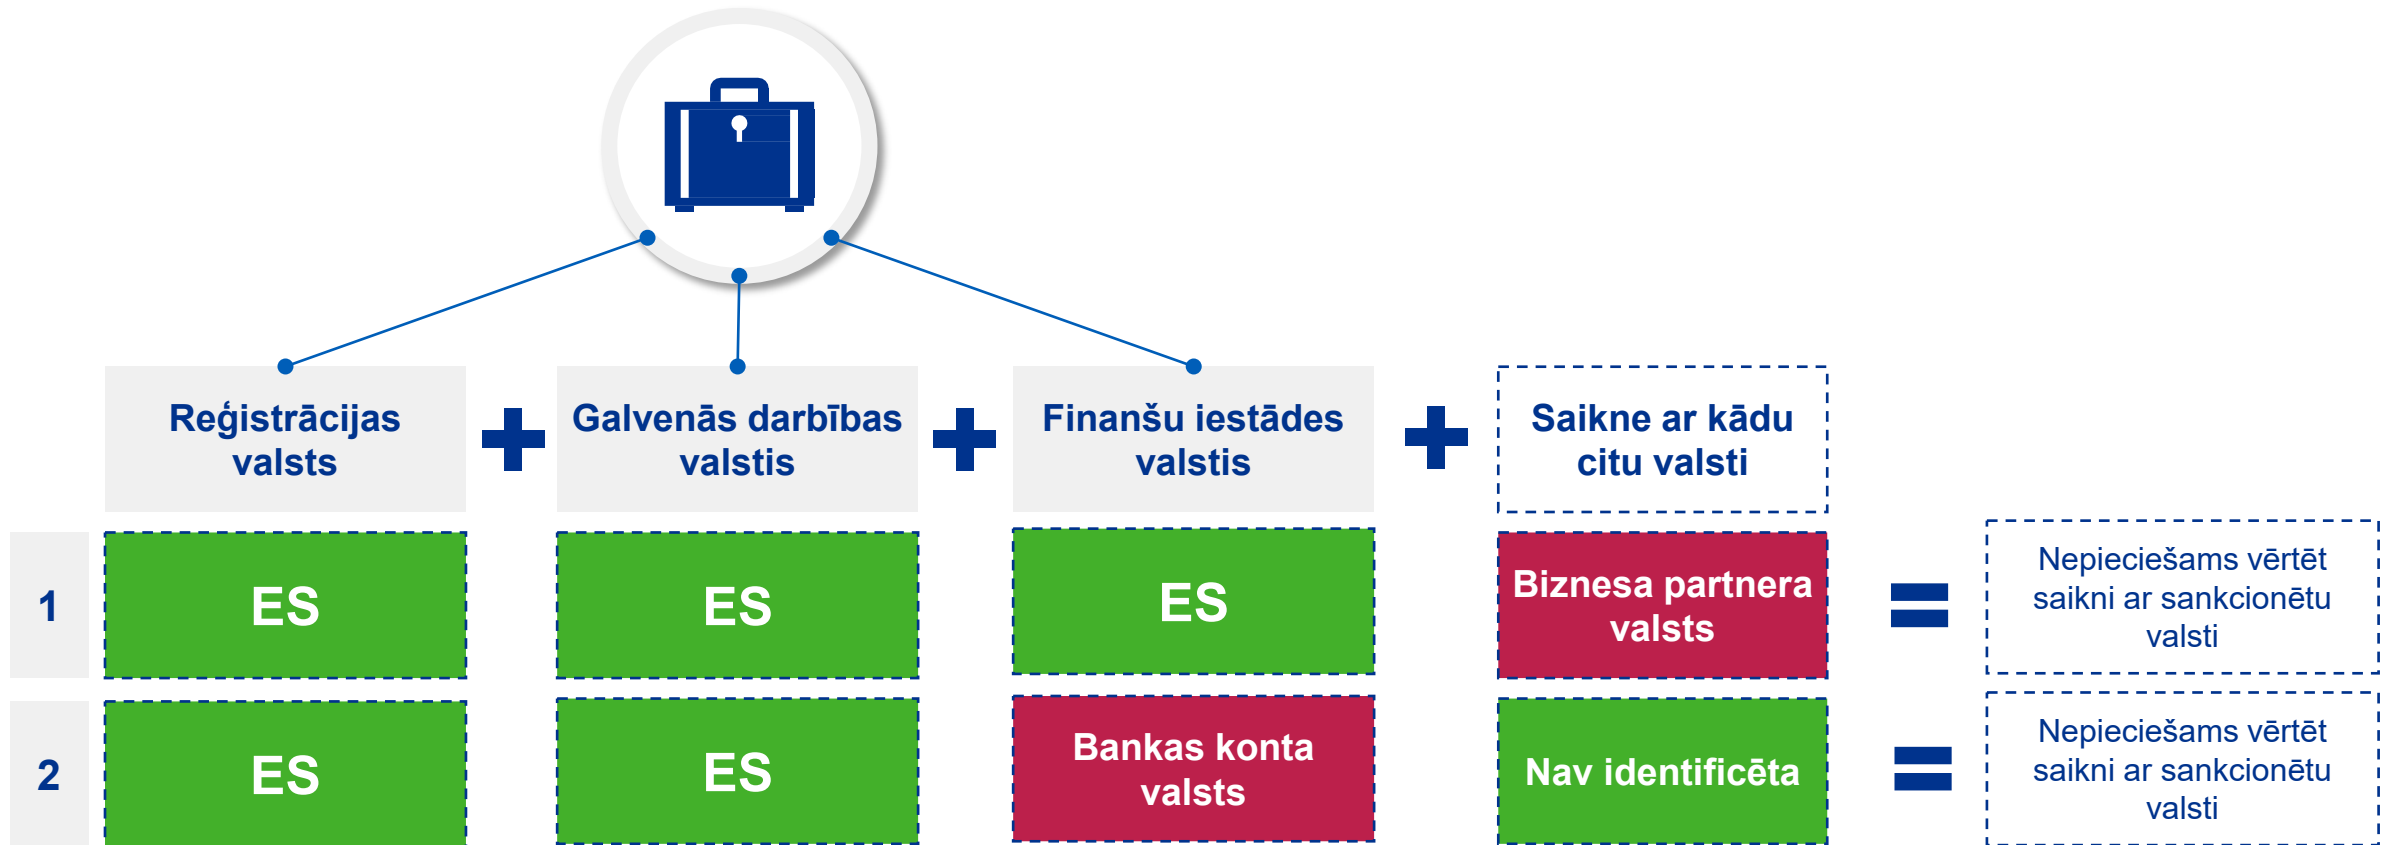 Reģistrācijas
valsts
Galvenās darbības
valstis
Finanšu iestādes
valstis
Saikne ar kādu
citu valsti
1
ES
ES
ES
Biznesa partnera
valsts
Nepieciešams vērtēt
saikni ar sankcionētu
valsti
2
ES
ES
Bankas konta
valsts
Nav identificēta
Nepieciešams vērtēt
saikni ar sankcionētu
valsti